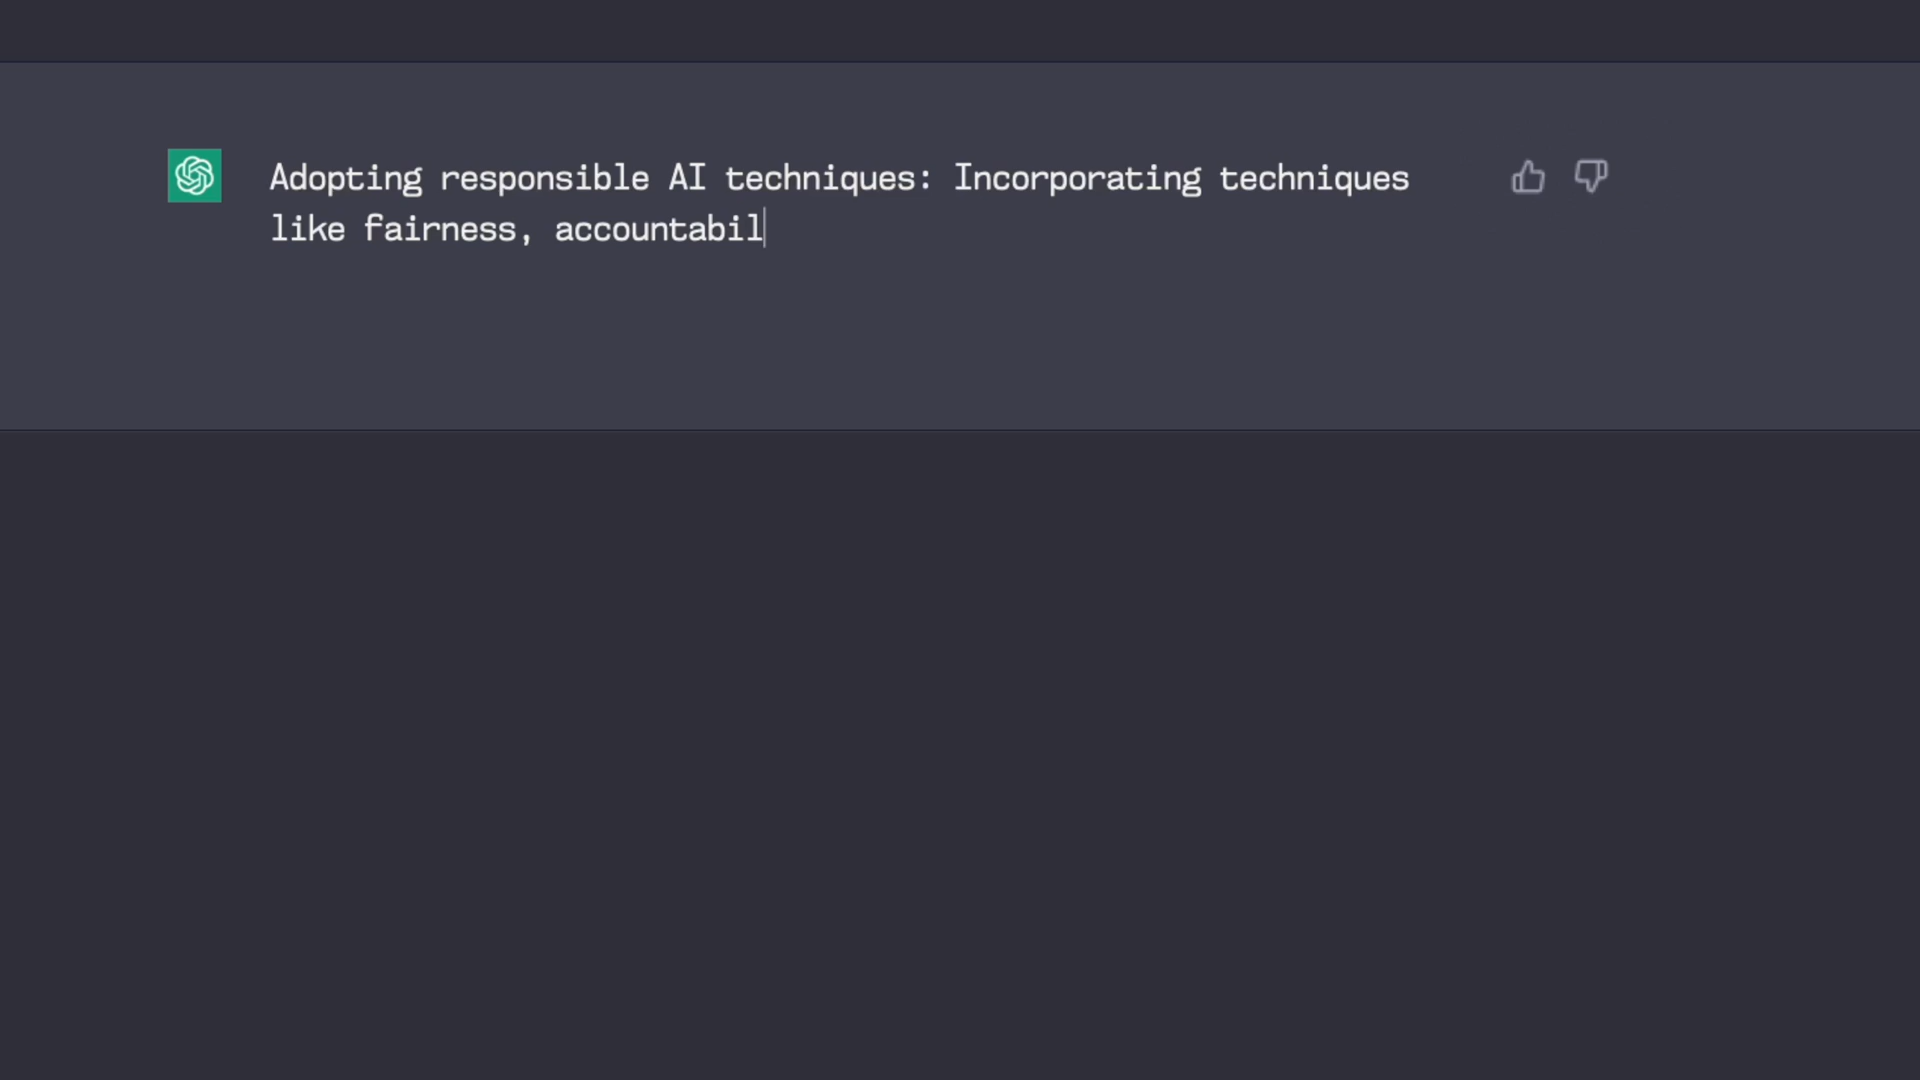 Adopting responsible AI techniques: Incorporating techniques
like fairness, accountabil